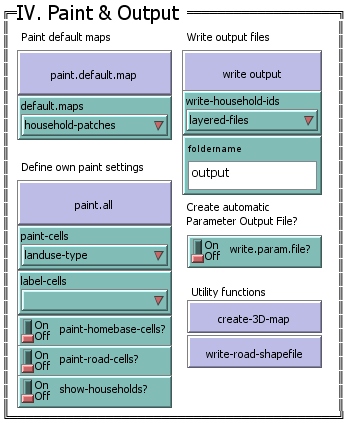 IV. Paint & Output
Paint default maps
paint.default.map
default.maps
household-patches
Define own paint settings
paint.all
paint-cells
landuse-type
label-cells
On
Off
paint-homebase-cells?
On
Off
paint-road-cells?
On
Off
show-households?
Write output files
write output
write-household-ids
layered-files
foldername
output
Create automatic
Parameter Output File?
On
Off
write.param.file?
Utility functions
create-3D-map
write-road-shapefile